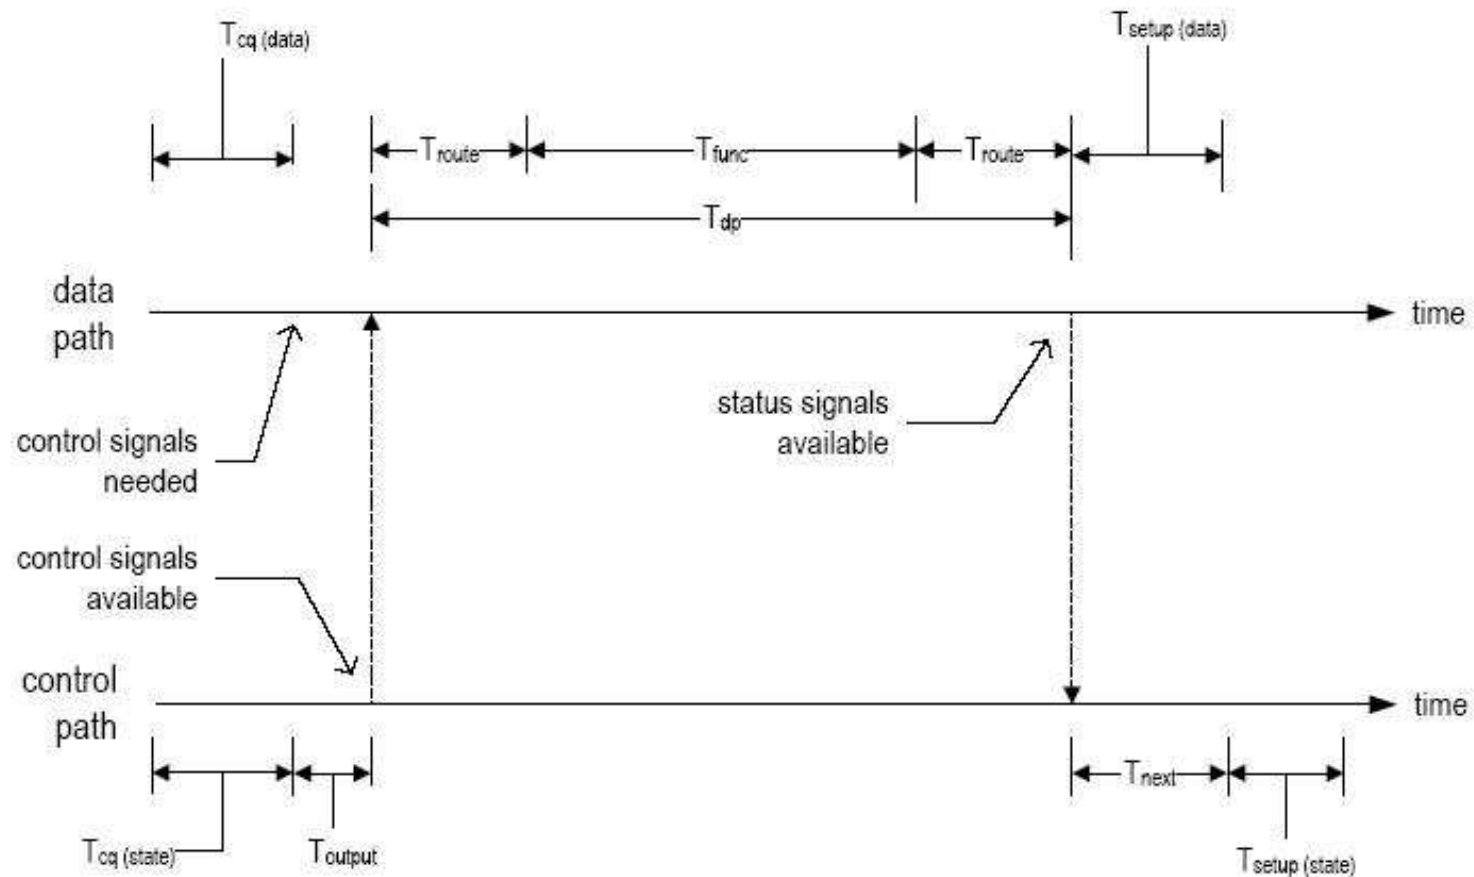 Tcq (data)
Tsetup (data)
Troute
Tfunc
Troute
Tdp
data
path
time
control signals
needed
status signals
available
control signals
available
control
path
time
Tnext
Tcq (state)
Toutput
Tsetup (state)